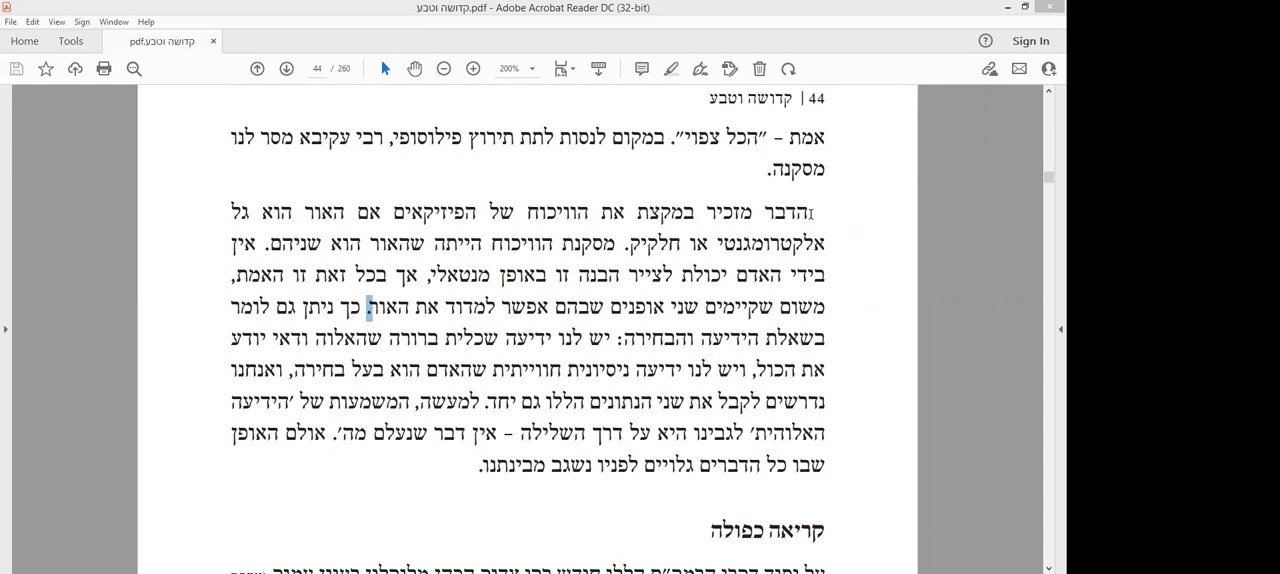 קדושה וטבע.pdf - Adobe Acrobat Reader DC (32-bit)
File Edit View Sign Window Help
Home Tools קדושה וטבע.pdf × Sign In
44 / 260 200%
44 | קדושה וטבע
אמת – ״הכל צפוי״. במקום לנסות לתת תירוץ פילוסופי, רבי עקיבא מסר לנו
מסקנה.
הדבר מזכיר במקצת את הוויכוח של הפיזיקאים אם האור הוא גל
אלקטרומגנטי או חלקיק. מסקנת הוויכוח הייתה שהאור הוא שניהם. אין
בידי האדם יכולת לצייר הבנה זו באופן מנטאלי, אך בכל זאת זו האמת,
משום שקיימים שני אופנים שבהם אפשר למדוד את האור. כך ניתן גם לומר
בשאלת הידיעה והבחירה: יש לנו ידיעה שכלית ברורה שהאלוה ודאי יודע
את הכול, ויש לנו ידיעה ניסיונית חווייתית שהאדם הוא בעל בחירה, ואנחנו
נדרשים לקבל את שני הנתונים הללו גם יחד. למעשה, המשמעות של ׳הידיעה
האלוהית׳ לגבינו היא על דרך השלילה – אין דבר שנעלם מה׳. אולם האופן
שבו כל הדברים גלויים לפניו נשגב מבינתנו.
קריאה כפולה